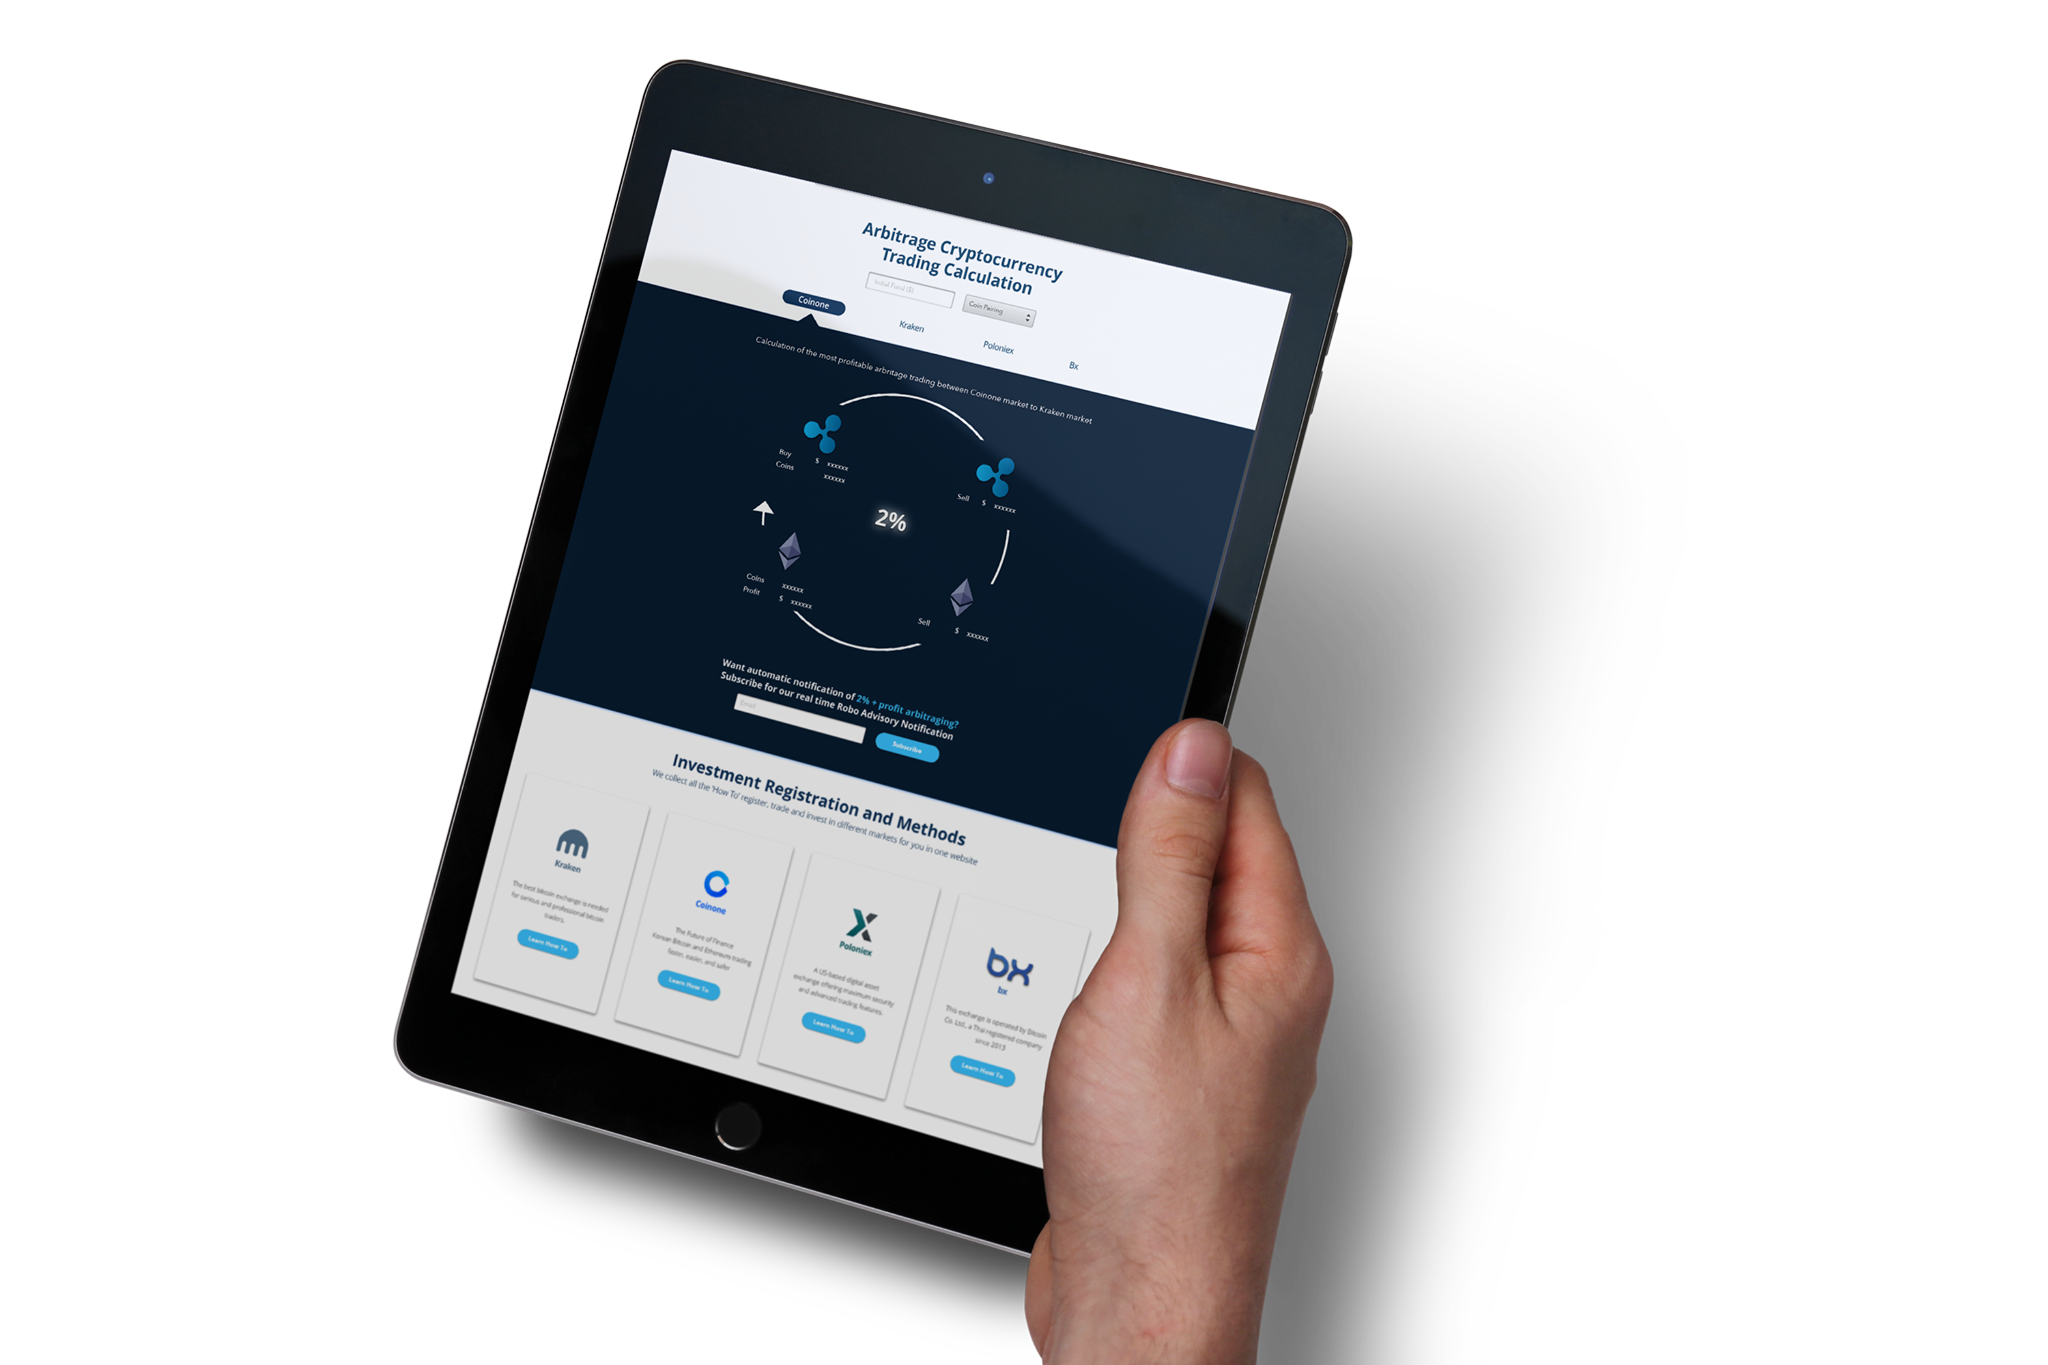 Arbitrage Cryptocurrency
Trading Calculation
Initial Fund ($)
Coin Pairing
Coinone
Kraken
Poloniex
Bx
Calculation of the most profitable arbritage trading between Coinone market to Kraken market
Buy $ xxxxxx
Coins xxxxxx
Sell $ xxxxxx
2%
Coins xxxxxx
Profit $ xxxxxx
Sell $ xxxxxx
Want automatic notification of 2% + profit arbitraging?
Subscribe for our real time Robo Advisory Notification
Email
Subscribe
Investment Registration and Methods
We collect all the 'How To' register, trade and invest in different markets for you in one website
Kraken
The best bitcoin exchange is needed
for serious and professional bitcoin
traders.
Learn How To
Coinone
The Future of Finance
Korean Bitcoin and Ethereum trading
faster, easier, and safer
Learn How To
Poloniex
A US-based digital asset
exchange offering maximum security
and advanced trading features.
Learn How To
bx
bx
This exchange is operated by Bitcoin
Co. Ltd., a Thai registered company
since 2013
Learn How To